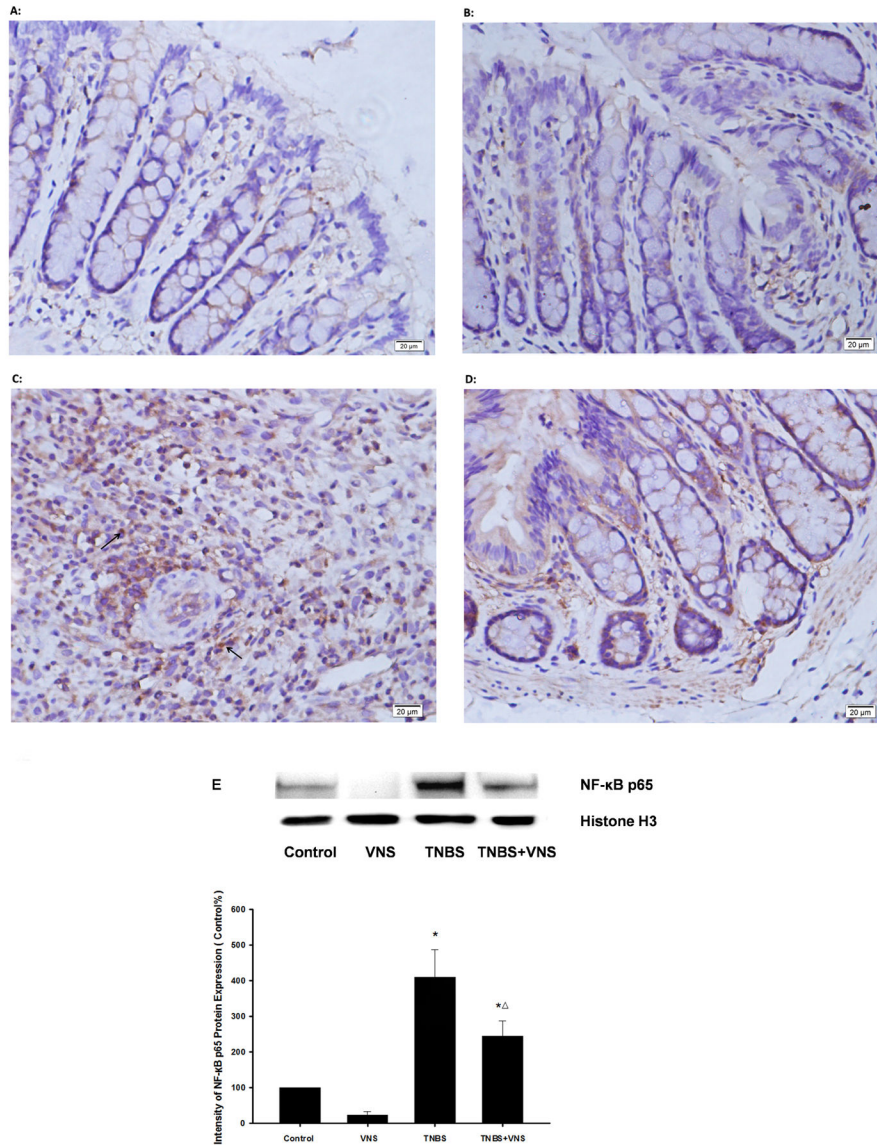 A:
B:
20 µm
20 µm
C:
D:
20 µm
20 µm
E
NF-κB p65
Histone H3
Control VNS TNBS TNBS+VNS
Intensity of NF-κB p65 Protein Expression ( Control%)
600
500
400
300
200
100
0
*
*△
Control VNS TNBS TNBS+VNS